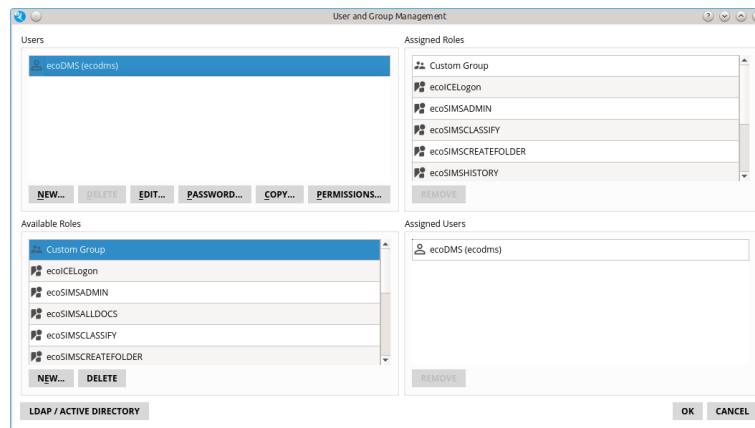 User and Group Management
Users
ecoDMS (ecodms)
NEW... DELETE EDIT... PASSWORD... COPY... PERMISSIONS...
Assigned Roles
Custom Group
ecoICELogon
ecoSIMSADMIN
ecoSIMSCLASSIFY
ecoSIMSCREATEFOLDER
ecoSIMSHISTORY
REMOVE
Available Roles
Custom Group
ecoICELogon
ecoSIMSADMIN
ecoSIMSALLDOCS
ecoSIMSCLASSIFY
ecoSIMSCREATEFOLDER
NEW... DELETE
Assigned Users
ecoDMS (ecodms)
REMOVE
LDAP / ACTIVE DIRECTORY
OK CANCEL